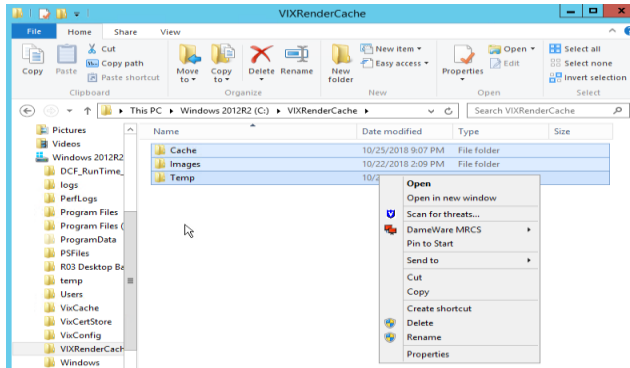 VIXRenderCache
File Home Share View
Copy Paste Cut Copy path Paste shortcut
Move to Copy to Delete Rename
New folder New item Easy access
Properties Open Edit
Select all Select none Invert selection
Clipboard Organize New Open Select
This PC Windows 2012R2 (C:) VIXRenderCache Search VIXRenderCache
Pictures
Videos
Windows 2012R2
DCF_RunTime_
logs
PerfLogs
Program Files
Program Files (
ProgramData
PSFiles
R03 Desktop Ba
temp
Users
VixCache
VixCertStore
VixConfig
VIXRenderCach
Windows
Name Date modified Type Size
Cache 10/25/2018 9:07 PM File folder
Images 10/22/2018 2:09 PM File folder
Temp 10/2
Open
Open in new window
Scan for threats...
DameWare MRCS
Pin to Start
Send to
Cut
Copy
Create shortcut
Delete
Rename
Properties